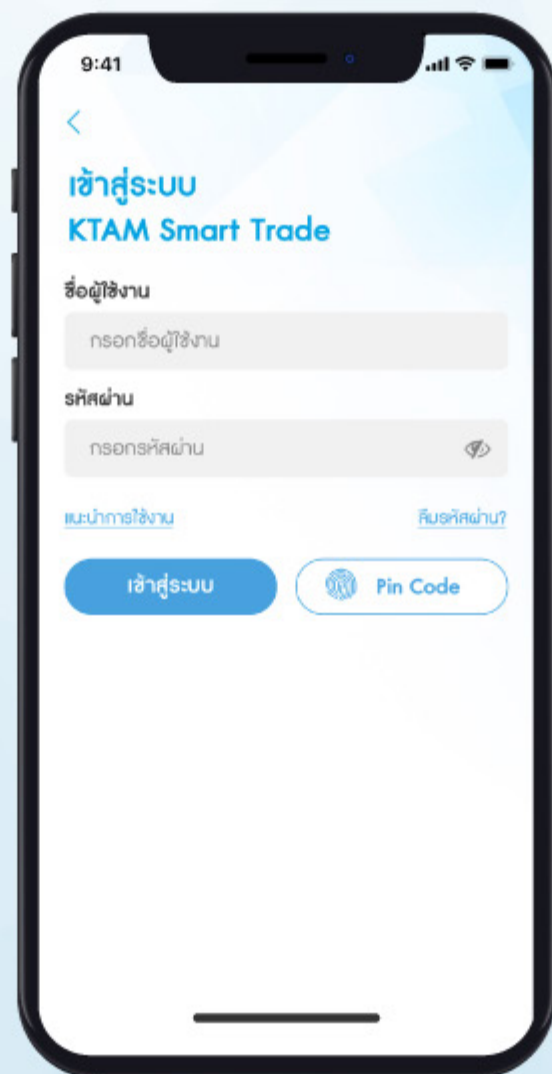 9:41
เข้าสู่ระบบ
KTAM Smart Trade
ชื่อผู้ใช้งาน
กรอกชื่อผู้ใช้งาน
รหัสผ่าน
กรอกรหัสผ่าน
แนะนำการใช้งาน ลืมรหัสผ่าน?
เข้าสู่ระบบ Pin Code